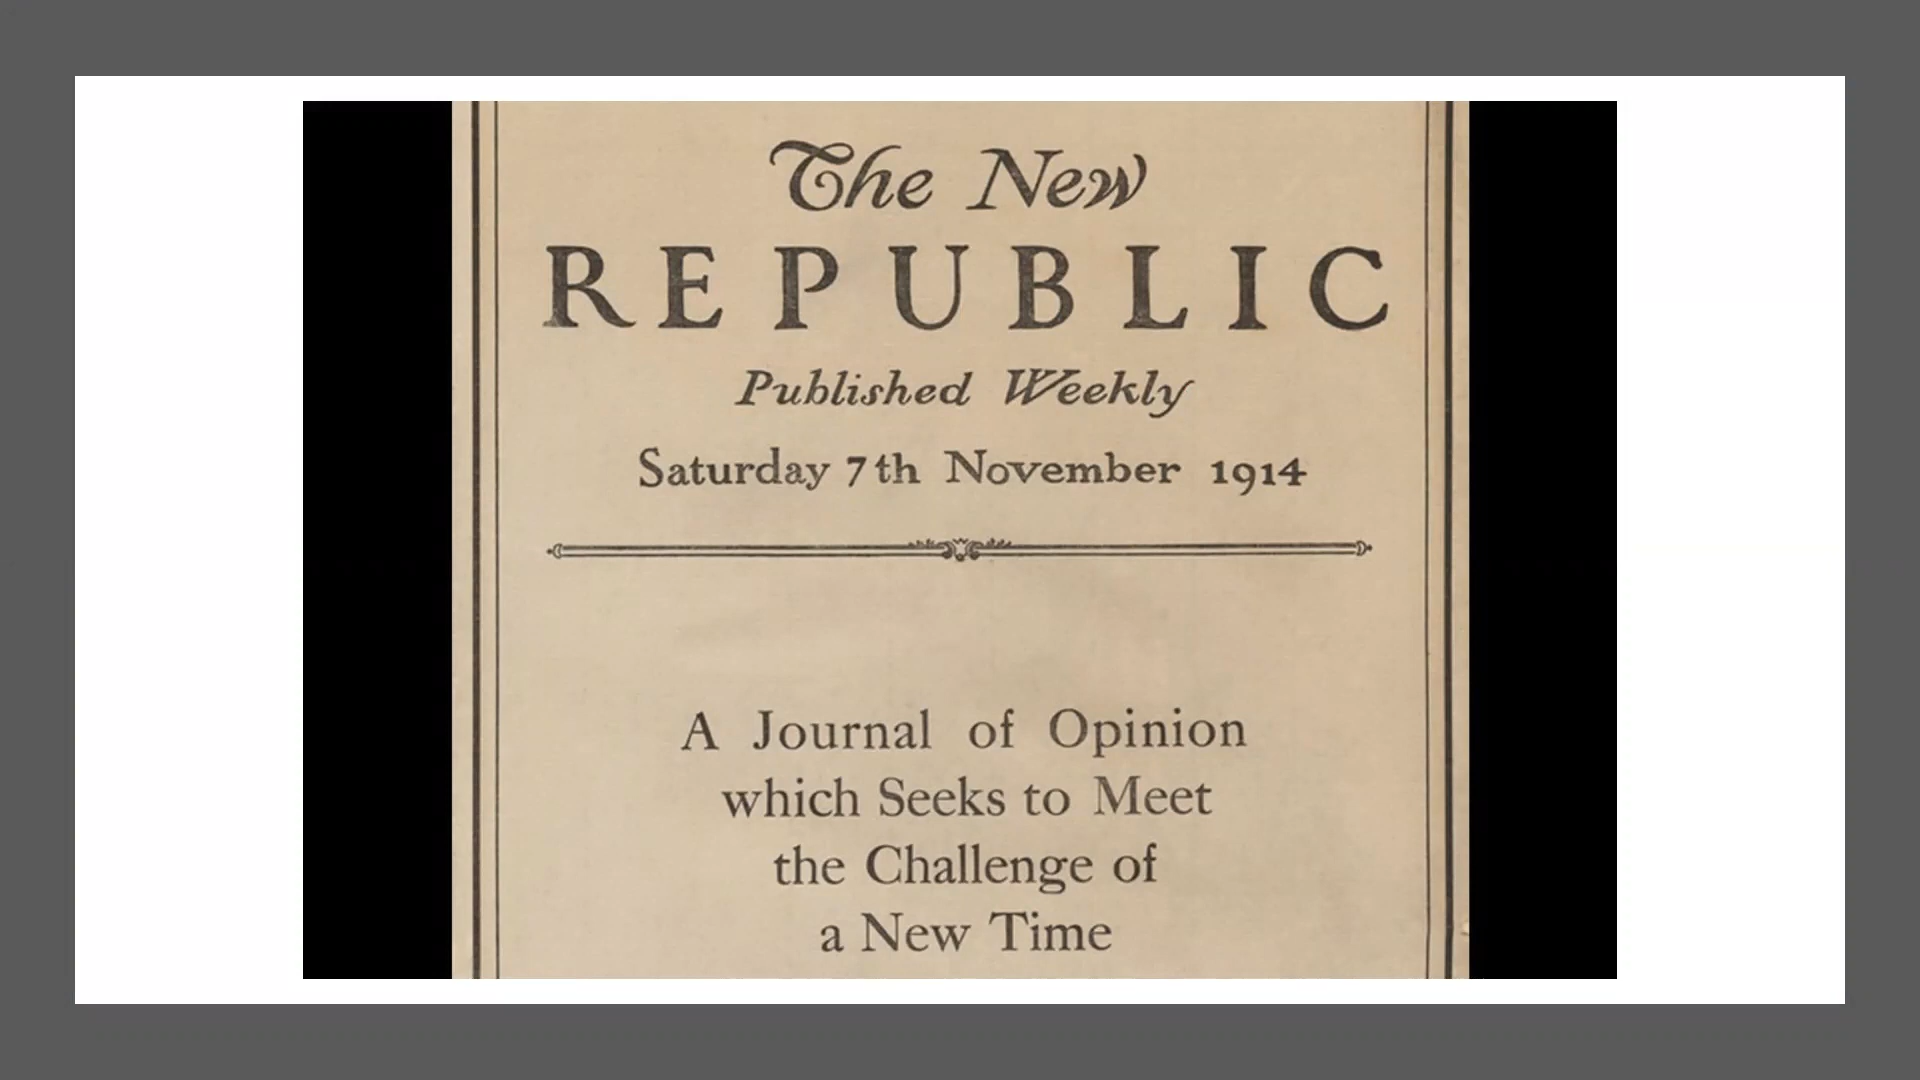 The New
REPUBLIC
Published Weekly
Saturday 7th November 1914
A Journal of Opinion
which Seeks to Meet
the Challenge of
a New Time